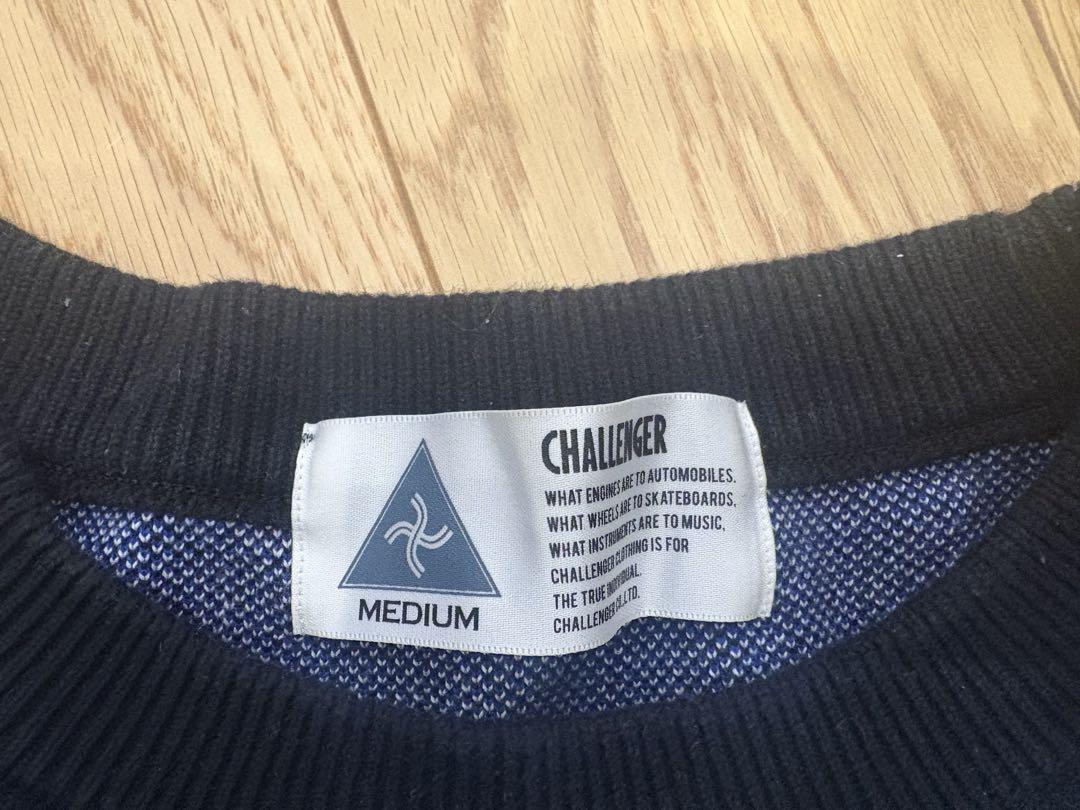 MEDIUM
CHALLENGER
WHAT ENGINES ARE TO AUTOMOBILES.
WHAT WHEELS ARE TO SKATEBOARDS.
WHAT INSTRUMENTS ARE TO MUSIC,
CHALLENGER CLOTHING IS FOR
THE TRUE INDIVIDUAL.
CHALLENGER CO.,LTD.